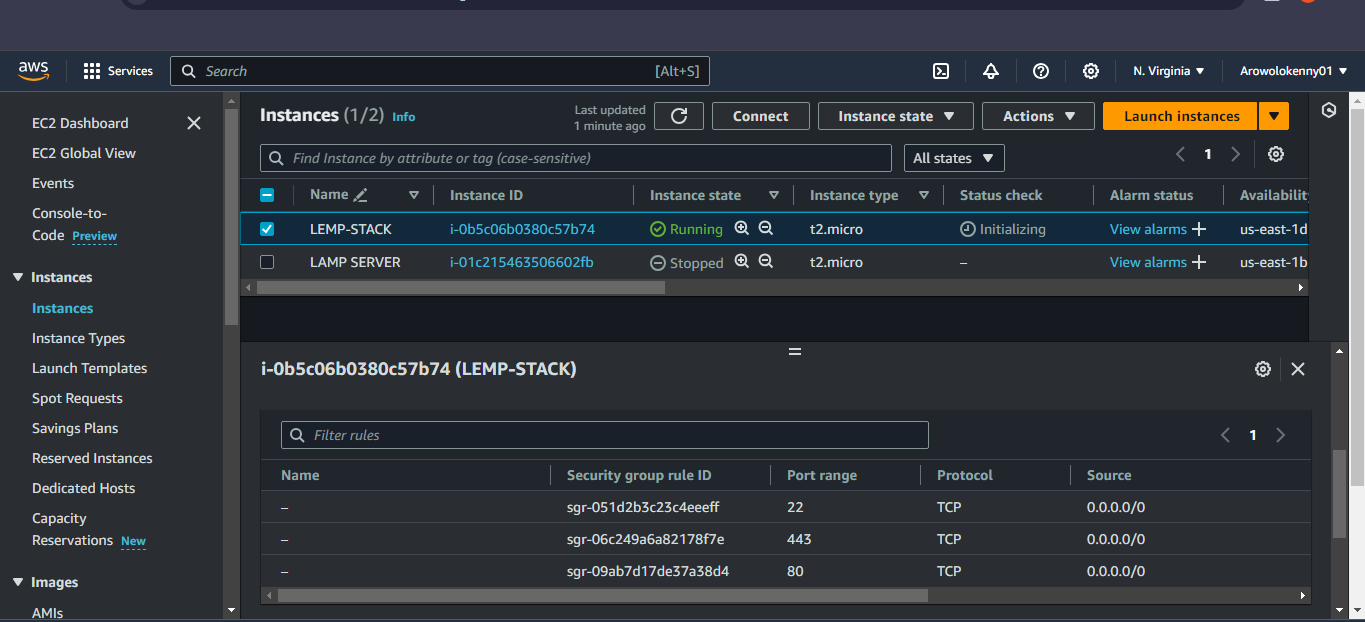 aws
Services
Search
[Alt+S]
N. Virginia
Arowolokenny01
EC2 Dashboard
EC2 Global View
Events
Console-to-
Code Preview
Instances
Instances
Instance Types
Launch Templates
Spot Requests
Savings Plans
Reserved Instances
Dedicated Hosts
Capacity
Reservations New
Images
AMIs
Instances (1/2) Info
Last updated
1 minute ago
Connect
Instance state
Actions
Launch instances
Find Instance by attribute or tag (case-sensitive)
All states
1
Name Instance ID Instance state Instance type Status check Alarm status Availability
LEMP-STACK i-0b5c06b0380c57b74 Running t2.micro Initializing View alarms + us-east-1d
LAMP SERVER i-01c215463506602fb Stopped t2.micro – View alarms + us-east-1b
i-0b5c06b0380c57b74 (LEMP-STACK)
Filter rules
1
Name Security group rule ID Port range Protocol Source
– sgr-051d2b3c23c4eeeff 22 TCP 0.0.0.0/0
– sgr-06c249a6a82178f7e 443 TCP 0.0.0.0/0
– sgr-09ab7d17de37a38d4 80 TCP 0.0.0.0/0